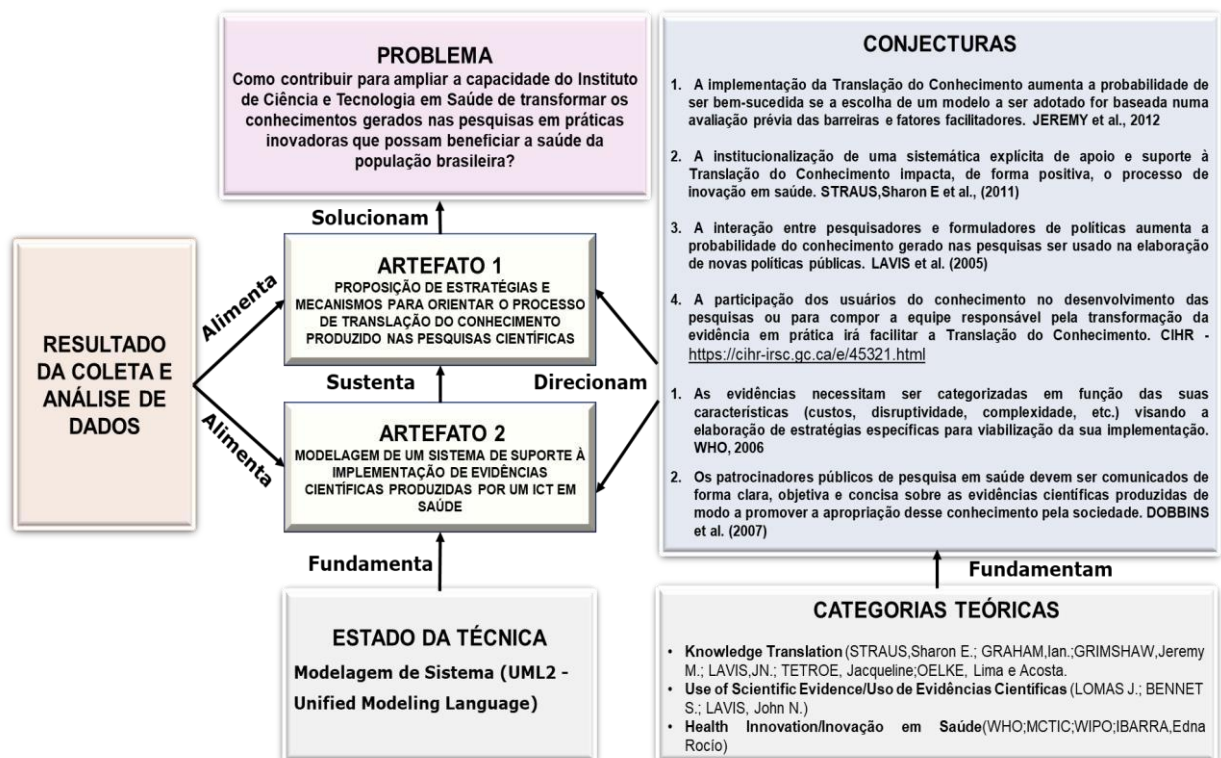 PROBLEMA
Como contribuir para ampliar a capacidade do Instituto
de Ciência e Tecnologia em Saúde de transformar os
conhecimentos gerados nas pesquisas em práticas
inovadoras que possam beneficiar a saúde da
população brasileira?
Solucionam
RESULTADO
DA COLETA E
ANÁLISE DE
DADOS
Alimenta
Alimenta
ARTEFATO 1
PROPOSIÇÃO DE ESTRATÉGIAS E
MECANISMOS PARA ORIENTAR O PROCESSO
DE TRANSLAÇÃO DO CONHECIMENTO
PRODUZIDO NAS PESQUISAS CIENTÍFICAS
Sustenta
Direcionam
ARTEFATO 2
MODELAGEM DE UM SISTEMA DE SUPORTE À
IMPLEMENTAÇÃO DE EVIDÊNCIAS
CIENTÍFICAS PRODUZIDAS POR UM ICT EM
SAÚDE
Fundamenta
ESTADO DA TÉCNICA
Modelagem de Sistema (UML2 -
Unified Modeling Language)
CONJECTURAS
1. A implementação da Translação do Conhecimento aumenta a probabilidade de
ser bem-sucedida se a escolha de um modelo a ser adotado for baseada numa
avaliação prévia das barreiras e fatores facilitadores. JEREMY et al., 2012
2. A institucionalização de uma sistemática explícita de apoio e suporte à
Translação do Conhecimento impacta, de forma positiva, o processo de
inovação em saúde. STRAUS,Sharon E et al., (2011)
3. A interação entre pesquisadores e formuladores de políticas aumenta a
probabilidade do conhecimento gerado nas pesquisas ser usado na elaboração
de novas políticas públicas. LAVIS et al. (2005)
4. A participação dos usuários do conhecimento no desenvolvimento das
pesquisas ou para compor a equipe responsável pela transformação da
evidência em prática irá facilitar a Translação do Conhecimento. CIHR -
https://cihr-irsc.gc.ca/e/45321.html
1. As evidências necessitam ser categorizadas em função das suas
características (custos, disruptividade, complexidade, etc.) visando a
elaboração de estratégias específicas para viabilização da sua implementação.
WHO, 2006
2. Os patrocinadores públicos de pesquisa em saúde devem ser comunicados de
forma clara, objetiva e concisa sobre as evidências científicas produzidas de
modo a promover a apropriação desse conhecimento pela sociedade. DOBBINS
et al. (2007)
Fundamentam
CATEGORIAS TEÓRICAS
• Knowledge Translation (STRAUS,Sharon E.; GRAHAM,Ian.;GRIMSHAW,Jeremy
M.; LAVIS,JN.; TETROE, Jacqueline;OELKE, Lima e Acosta.
• Use of Scientific Evidence/Uso de Evidências Científicas (LOMAS J.; BENNET
S.; LAVIS, John N.)
• Health Innovation/Inovação em Saúde(WHO;MCTIC;WIPO;IBARRA,Edna
Rocío)